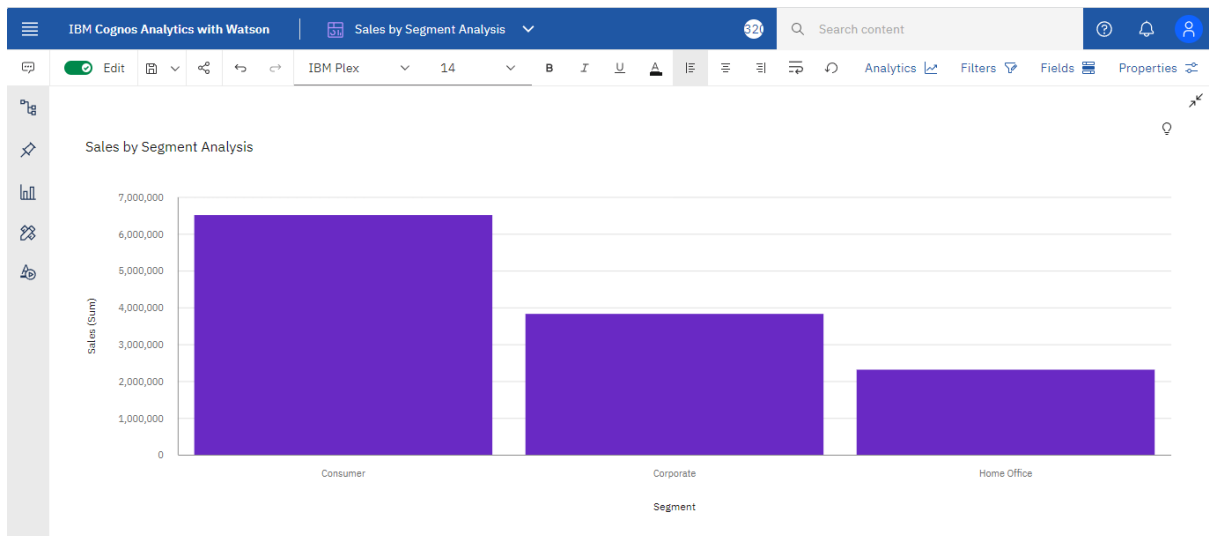 IBM Cognos Analytics with Watson
Sales by Segment Analysis
320
Search content
Edit
IBM Plex
14
B I U A
Analytics
Filters
Fields
Properties
Sales by Segment Analysis
7,000,000
6,000,000
5,000,000
4,000,000
3,000,000
2,000,000
1,000,000
0
Sales (Sum)
Consumer
Corporate
Home Office
Segment